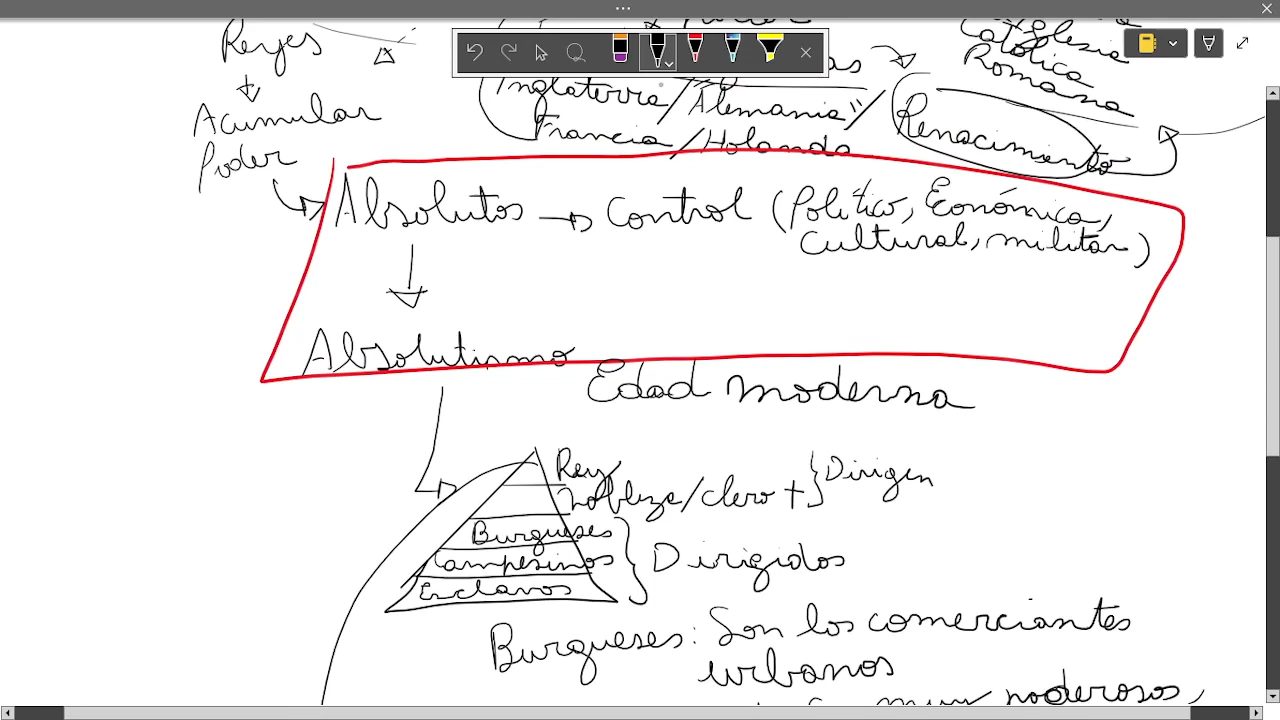 Reyes
Iglesia
Católica
Romana
Acumular
Poder
Inglaterra / Alemania" /
Francia / Holanda
Renacimiento
Absolutos → Control (Político, Económica,
Cultural, militar)
Absolutismo
Edad moderna
Rey
nobleza/clero + } Dirigen
Burgueses
Campesinos
Esclavos
} Dirigidos
Burgueses: Son los comerciantes
urbanos
muy poderosos,